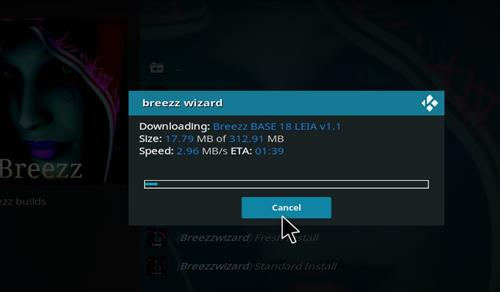 ..
breezz wizard
Downloading: Breezz BASE 18 LEIA v1.1
Size: 17.79 MB of 312.91 MB
Speed: 2.96 MB/s ETA: 01:39
Breezz
zz builds
Cancel
(Breezzwizard) Fresh Install
(Breezzwizard) Standard Install